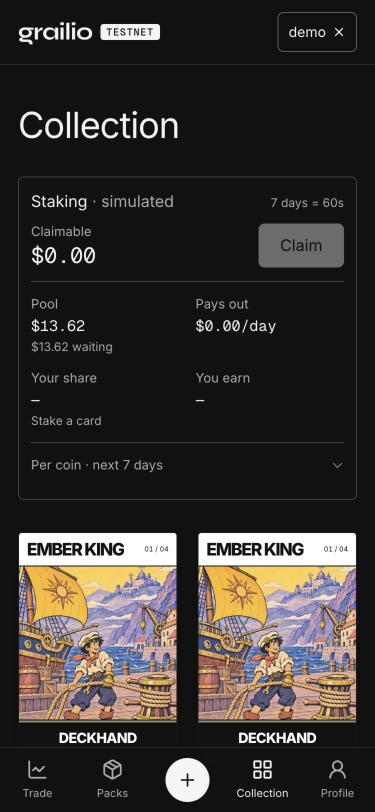 grailio TESTNET demo ×
Collection
Staking · simulated 7 days = 60s
Claimable
$0.00 Claim
Pool Pays out
$13.62 $0.00/day
$13.62 waiting
Your share You earn
– –
Stake a card
Per coin · next 7 days
EMBER KING 01 / 04 EMBER KING 01 / 04
DECKHAND DECKHAND
Trade Packs + Collection Profile